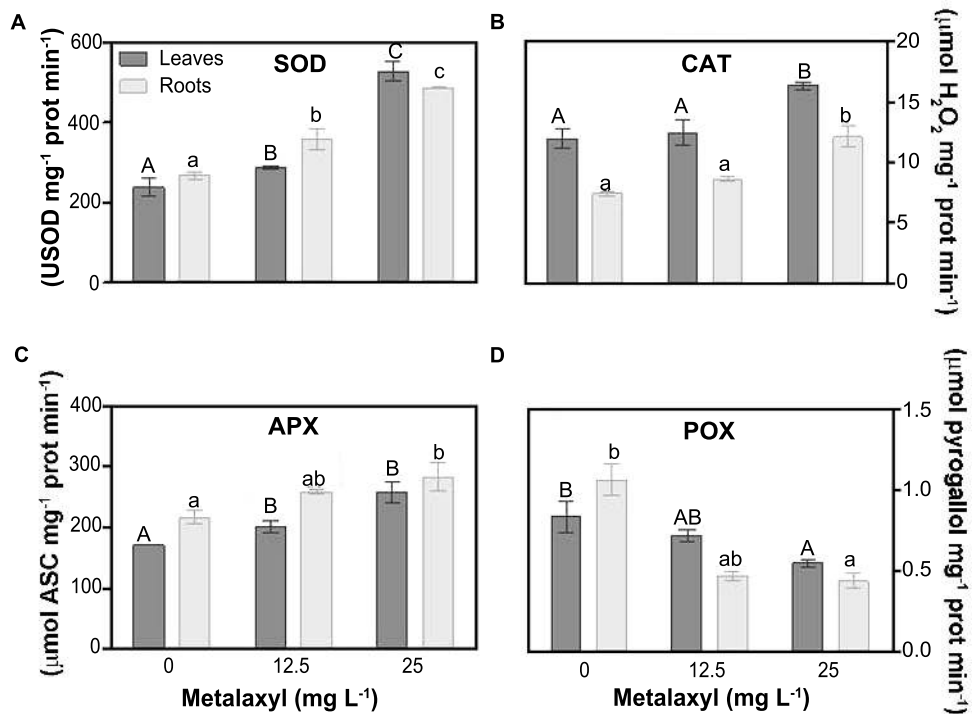 A
(USOD mg⁻¹ prot min⁻¹)
600
400
200
0
Leaves
Roots
SOD
A
a
B
b
C
c
B
CAT
A
a
A
a
B
b
20
15
10
5
0
(μmol H₂O₂ mg⁻¹ prot min⁻¹)
C
(μmol ASC mg⁻¹ prot min⁻¹)
400
300
200
100
0
APX
A
a
B
ab
B
b
0
12.5
25
Metalaxyl (mg L⁻¹)
D
POX
B
b
AB
ab
A
a
1.5
1.0
0.5
0.0
(μmol pyrogallol mg⁻¹ prot min⁻¹)
0
12.5
25
Metalaxyl (mg L⁻¹)